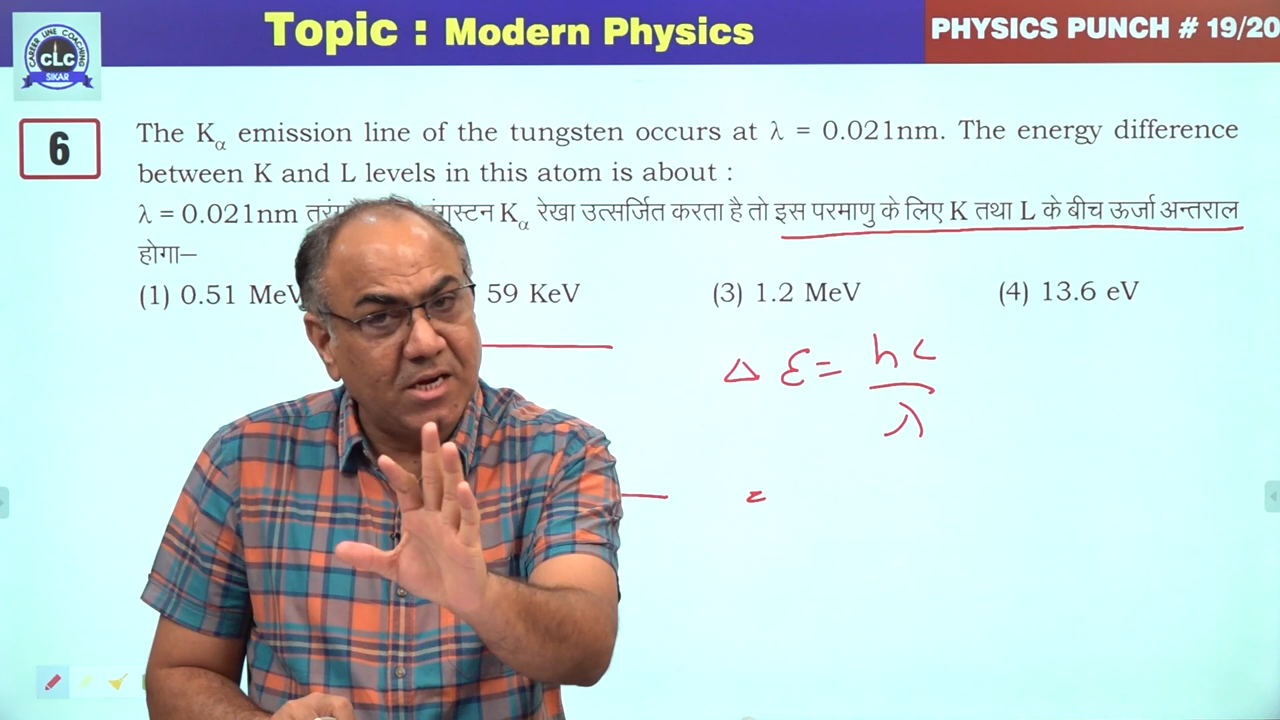 Topic : Modern Physics
PHYSICS PUNCH # 19/20
CAREER LINE COACHING
CLC
SIKAR
6
The Kα emission line of the tungsten occurs at λ = 0.021nm. The energy difference
between K and L levels in this atom is about :
λ = 0.021nm Kα रेखा उत्सर्जित करता है तो इस परमाणु के लिए K तथा L के बीच ऊर्जा अन्तराल
होगा–
(1) 0.51 MeV 59 KeV (3) 1.2 MeV (4) 13.6 eV
Δ E = hc
λ
=